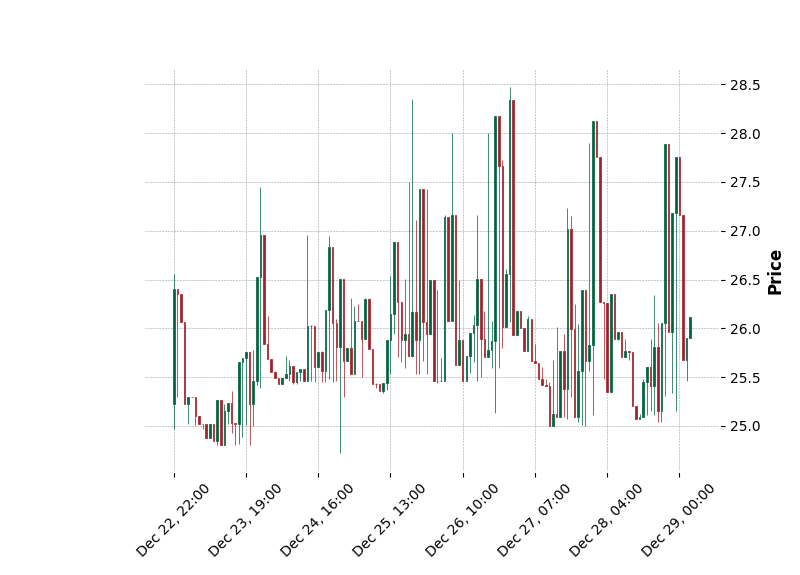 28.5
28.0
27.5
27.0
26.5
26.0
25.5
25.0
Price
Dec 22, 22:00
Dec 23, 19:00
Dec 24, 16:00
Dec 25, 13:00
Dec 26, 10:00
Dec 27, 07:00
Dec 28, 04:00
Dec 29, 00:00